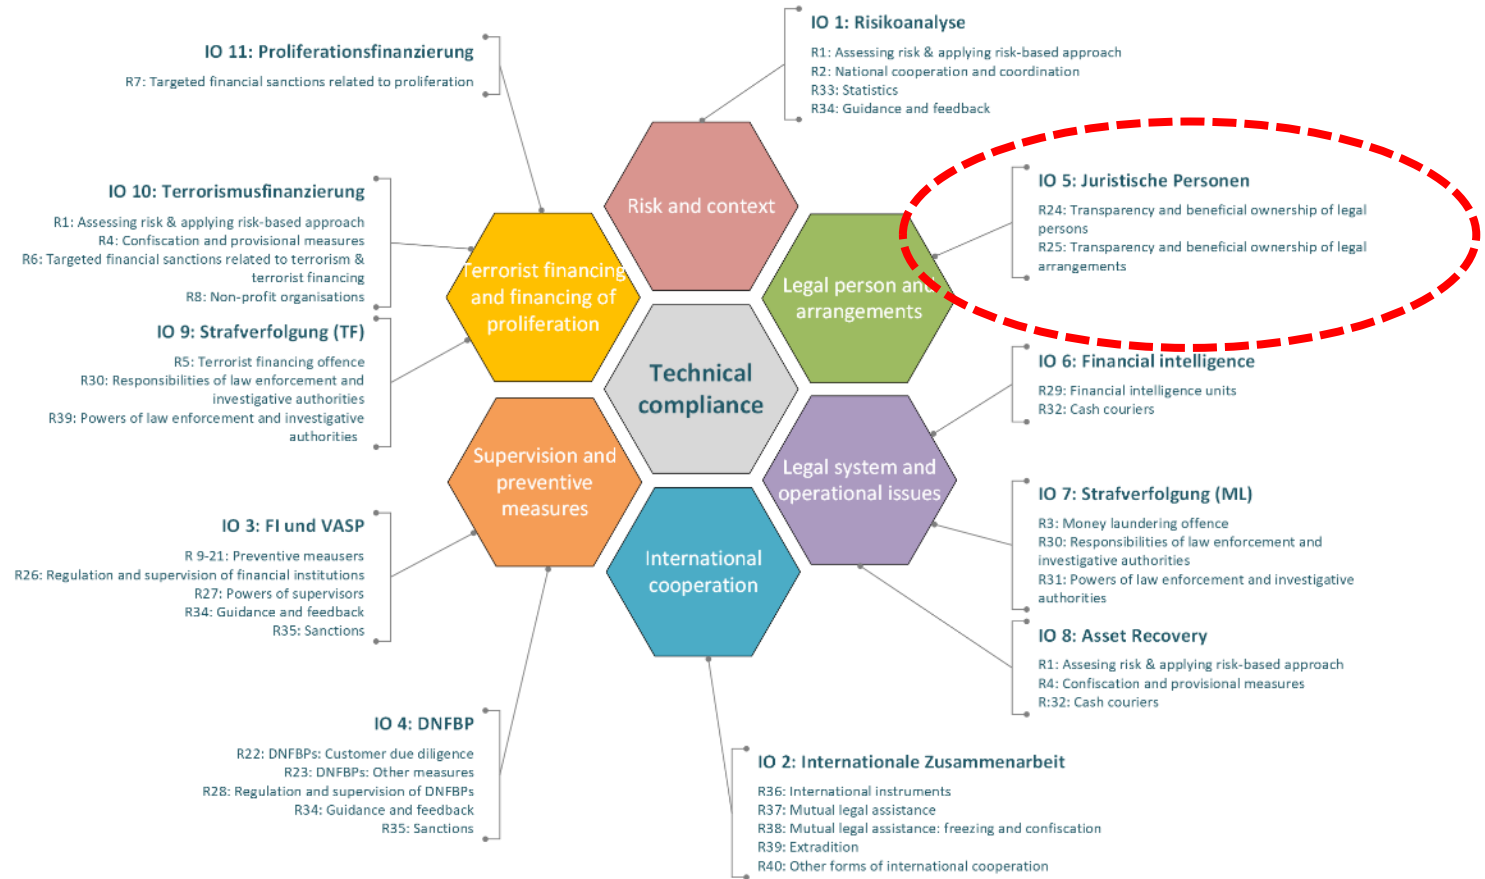 IO 11: Proliferationsfinanzierung
R7: Targeted financial sanctions related to proliferation
IO 1: Risikoanalyse
R1: Assessing risk & applying risk-based approach
R2: National cooperation and coordination
R33: Statistics
R34: Guidance and feedback
IO 10: Terrorismusfinanzierung
R1: Assessing risk & applying risk-based approach
R4: Confiscation and provisional measures
R6: Targeted financial sanctions related to terrorism &
terrorist financing
R8: Non-profit organisations
IO 5: Juristische Personen
R24: Transparency and beneficial ownership of legal
persons
R25: Transparency and beneficial ownership of legal
arrangements
Risk and context
Terrorist financing
and financing of
proliferation
Legal person and
arrangements
Technical
compliance
IO 9: Strafverfolgung (TF)
R5: Terrorist financing offence
R30: Responsibilities of law enforcement and
investigative authorities
R39: Powers of law enforcement and investigative
authorities
IO 6: Financial intelligence
R29: Financial intelligence units
R32: Cash couriers
Supervision and
preventive
measures
Legal system and
operational issues
International
cooperation
IO 3: FI und VASP
R 9-21: Preventive meausers
R26: Regulation and supervision of financial institutions
R27: Powers of supervisors
R34: Guidance and feedback
R35: Sanctions
IO 7: Strafverfolgung (ML)
R3: Money laundering offence
R30: Responsibilities of law enforcement and
investigative authorities
R31: Powers of law enforcement and investigative
authorities
IO 8: Asset Recovery
R1: Assesing risk & applying risk-based approach
R4: Confiscation and provisional measures
R:32: Cash couriers
IO 4: DNFBP
R22: DNFBPs: Customer due diligence
R23: DNFBPs: Other measures
R28: Regulation and supervision of DNFBPs
R34: Guidance and feedback
R35: Sanctions
IO 2: Internationale Zusammenarbeit
R36: International instruments
R37: Mutual legal assistance
R38: Mutual legal assistance: freezing and confiscation
R39: Extradition
R40: Other forms of international cooperation